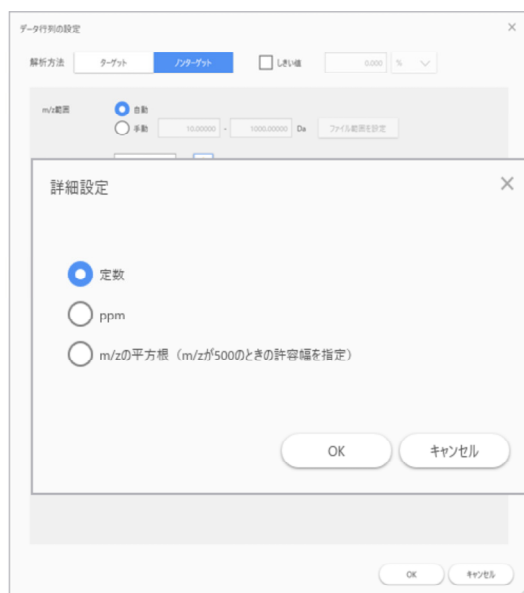 データ行列の設定
解析方法 ターゲット ノンターゲット しきい値 0.000 %
m/z範囲 自動
手動 10.00000 - 1000.00000 Da ファイル範囲を設定
詳細設定
定数
ppm
m/zの平方根（m/zが500のときの許容幅を指定）
OK キャンセル
OK キャンセル